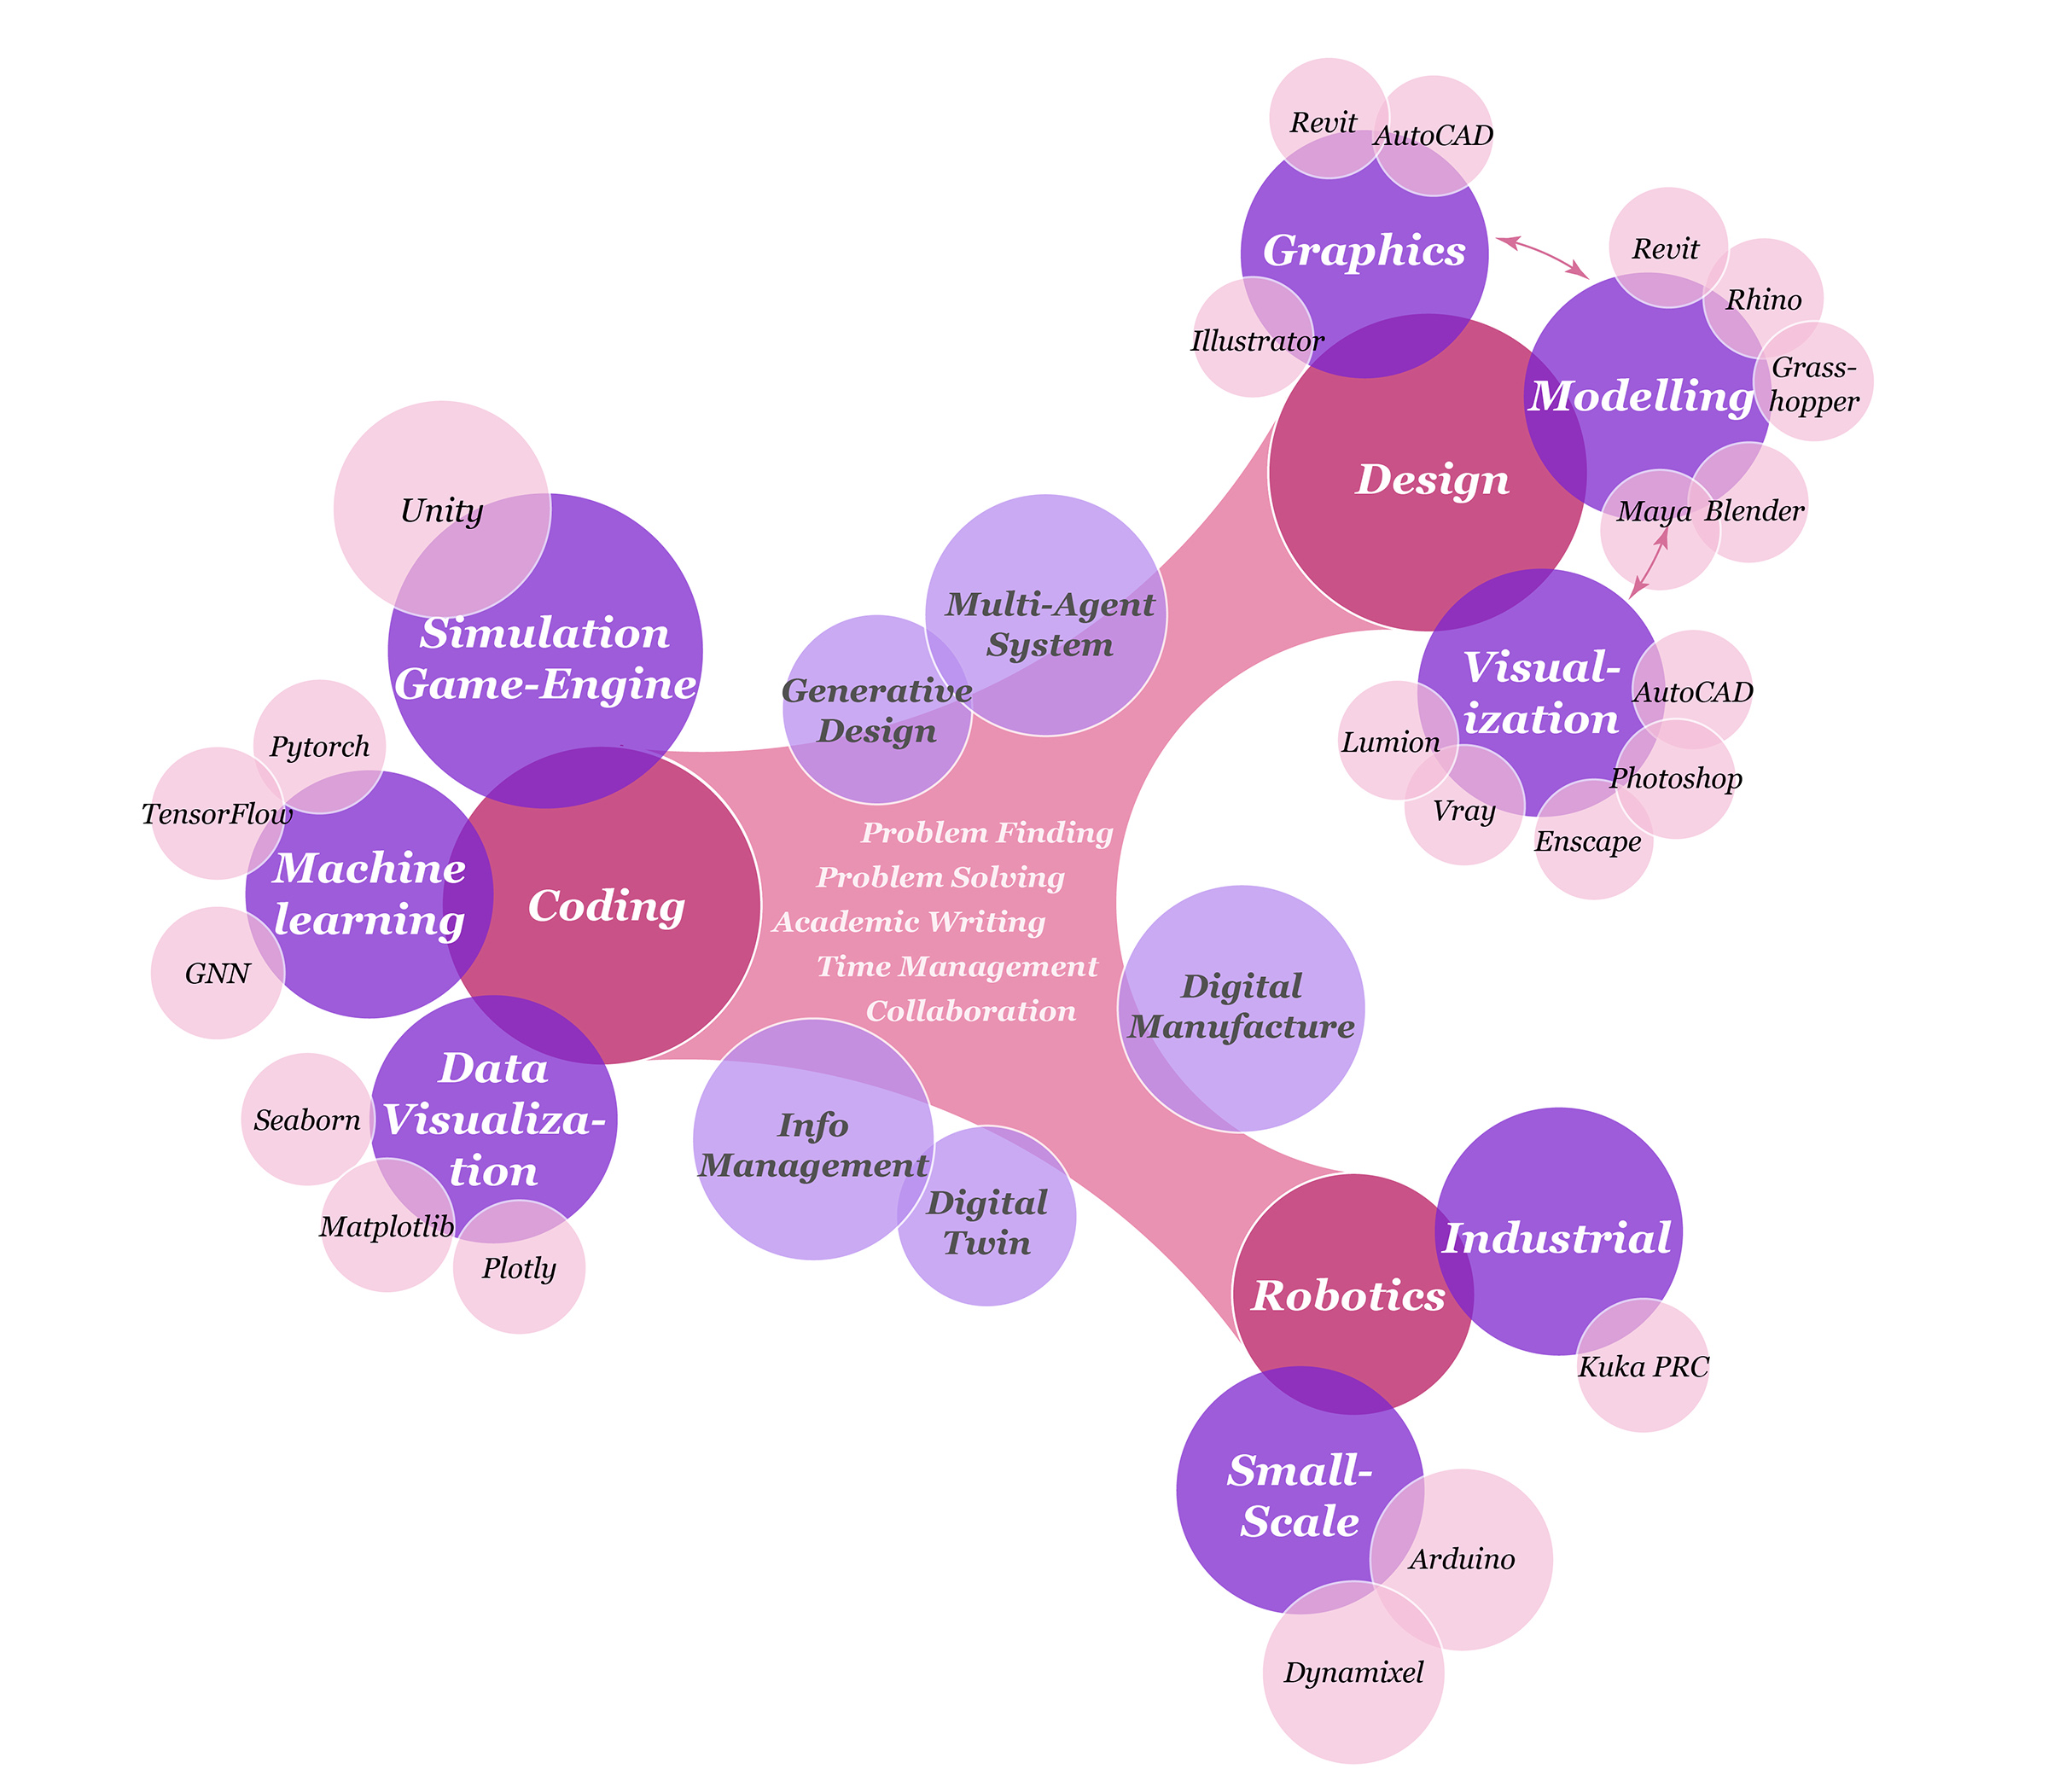 Revit
AutoCAD
Graphics
Illustrator
Revit
Rhino
Grass-
hopper
Modelling
Maya
Blender
Design
Visual-
ization
AutoCAD
Photoshop
Enscape
Vray
Lumion
Unity
Simulation
Game-Engine
Pytorch
TensorFlow
Machine
learning
GNN
Coding
Data
Visualiza-
tion
Seaborn
Matplotlib
Plotly
Multi-Agent
System
Generative
Design
Problem Finding
Problem Solving
Academic Writing
Time Management
Collaboration
Digital
Manufacture
Info
Management
Digital
Twin
Robotics
Industrial
Kuka PRC
Small-
Scale
Arduino
Dynamixel